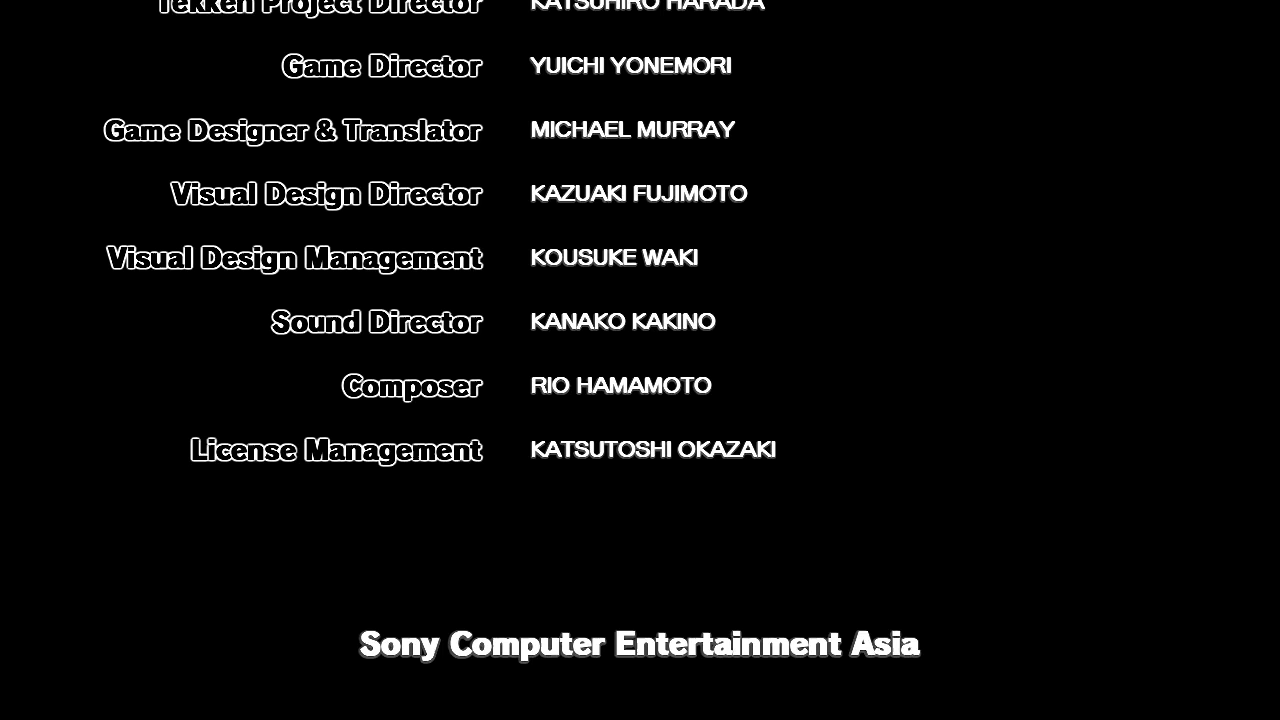 Tekken Project Director KATSUHIRO HARADA
Game Director YUICHI YONEMORI
Game Designer & Translator MICHAEL MURRAY
Visual Design Director KAZUAKI FUJIMOTO
Visual Design Management KOUSUKE WAKI
Sound Director KANAKO KAKINO
Composer RIO HAMAMOTO
License Management KATSUTOSHI OKAZAKI
Sony Computer Entertainment Asia